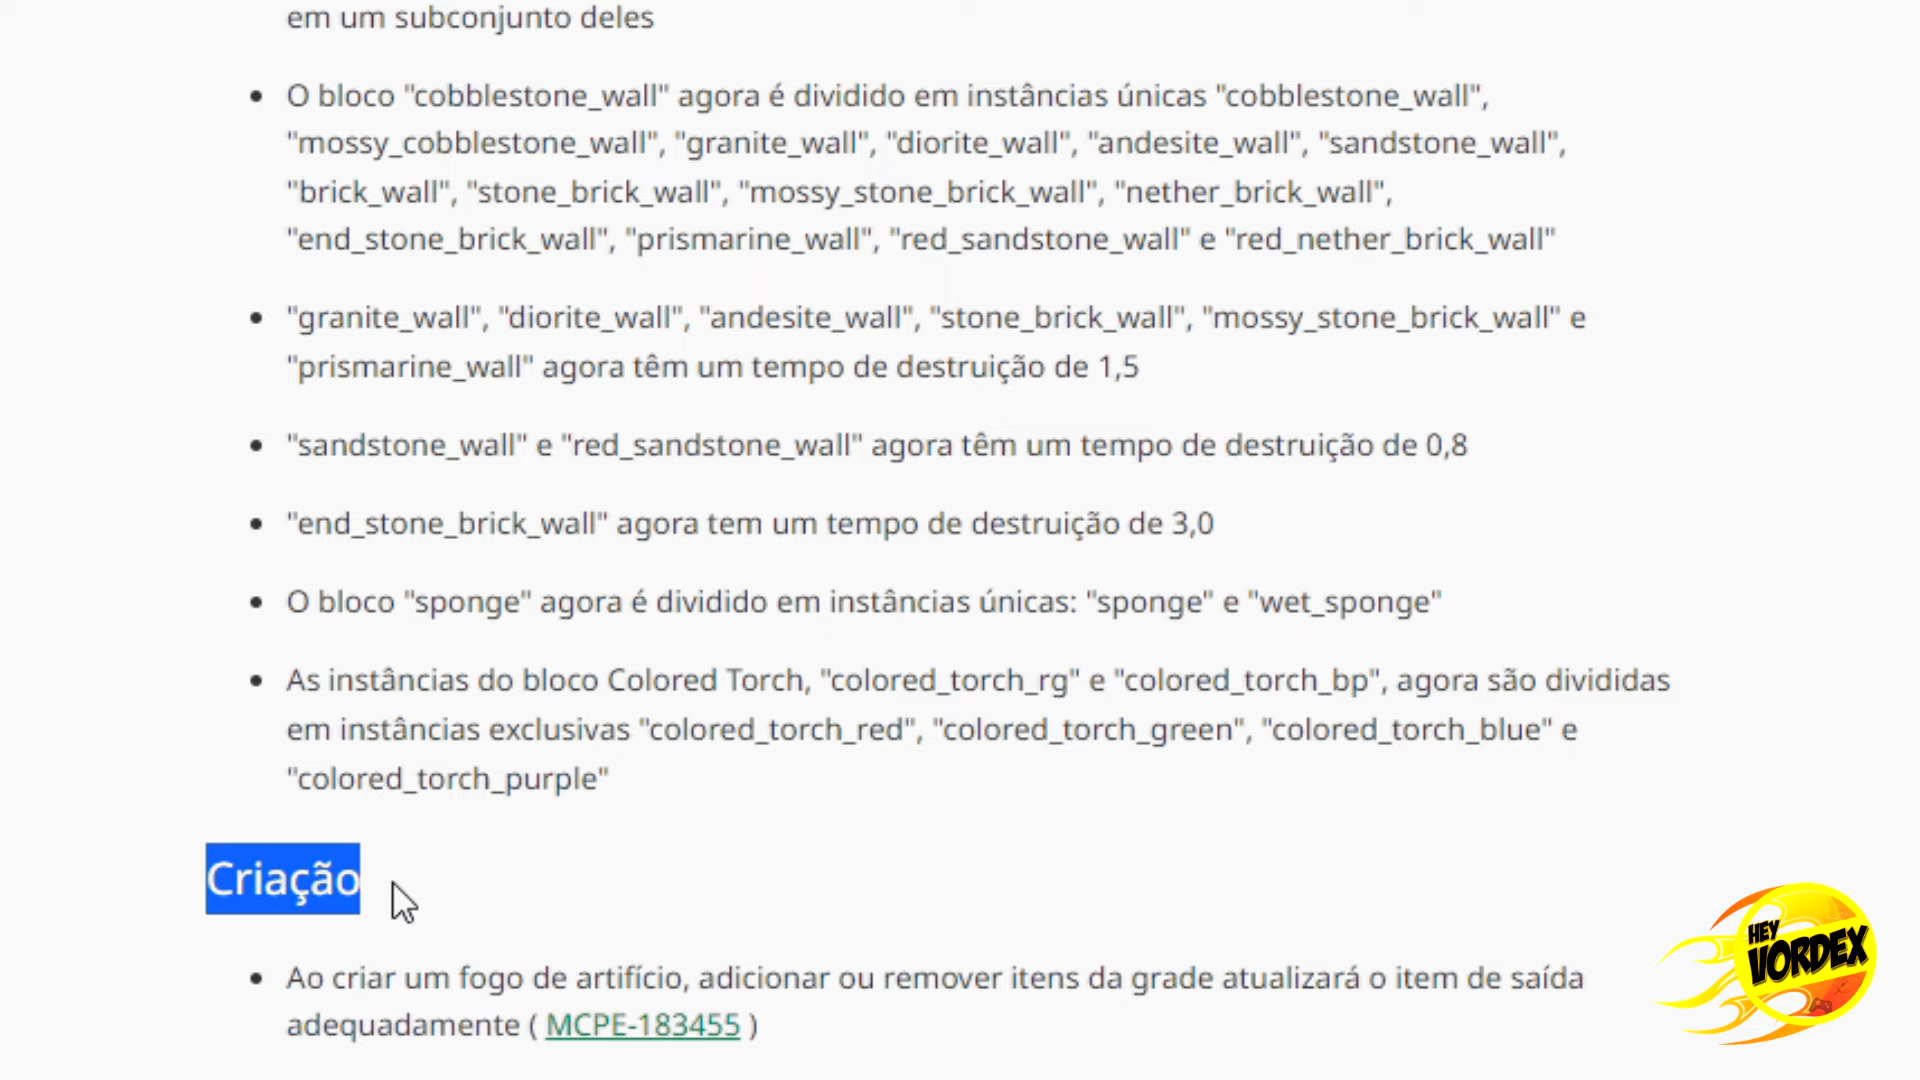 em um subconjunto deles
• O bloco "cobblestone_wall" agora é dividido em instâncias únicas "cobblestone_wall",
"mossy_cobblestone_wall", "granite_wall", "diorite_wall", "andesite_wall", "sandstone_wall",
"brick_wall", "stone_brick_wall", "mossy_stone_brick_wall", "nether_brick_wall",
"end_stone_brick_wall", "prismarine_wall", "red_sandstone_wall" e "red_nether_brick_wall"
• "granite_wall", "diorite_wall", "andesite_wall", "stone_brick_wall", "mossy_stone_brick_wall" e
"prismarine_wall" agora têm um tempo de destruição de 1,5
• "sandstone_wall" e "red_sandstone_wall" agora têm um tempo de destruição de 0,8
• "end_stone_brick_wall" agora tem um tempo de destruição de 3,0
• O bloco "sponge" agora é dividido em instâncias únicas: "sponge" e "wet_sponge"
• As instâncias do bloco Colored Torch, "colored_torch_rg" e "colored_torch_bp", agora são divididas
em instâncias exclusivas "colored_torch_red", "colored_torch_green", "colored_torch_blue" e
"colored_torch_purple"
Criação
• Ao criar um fogo de artifício, adicionar ou remover itens da grade atualizará o item de saída
adequadamente ( MCPE-183455 )
HEY
VORDEX